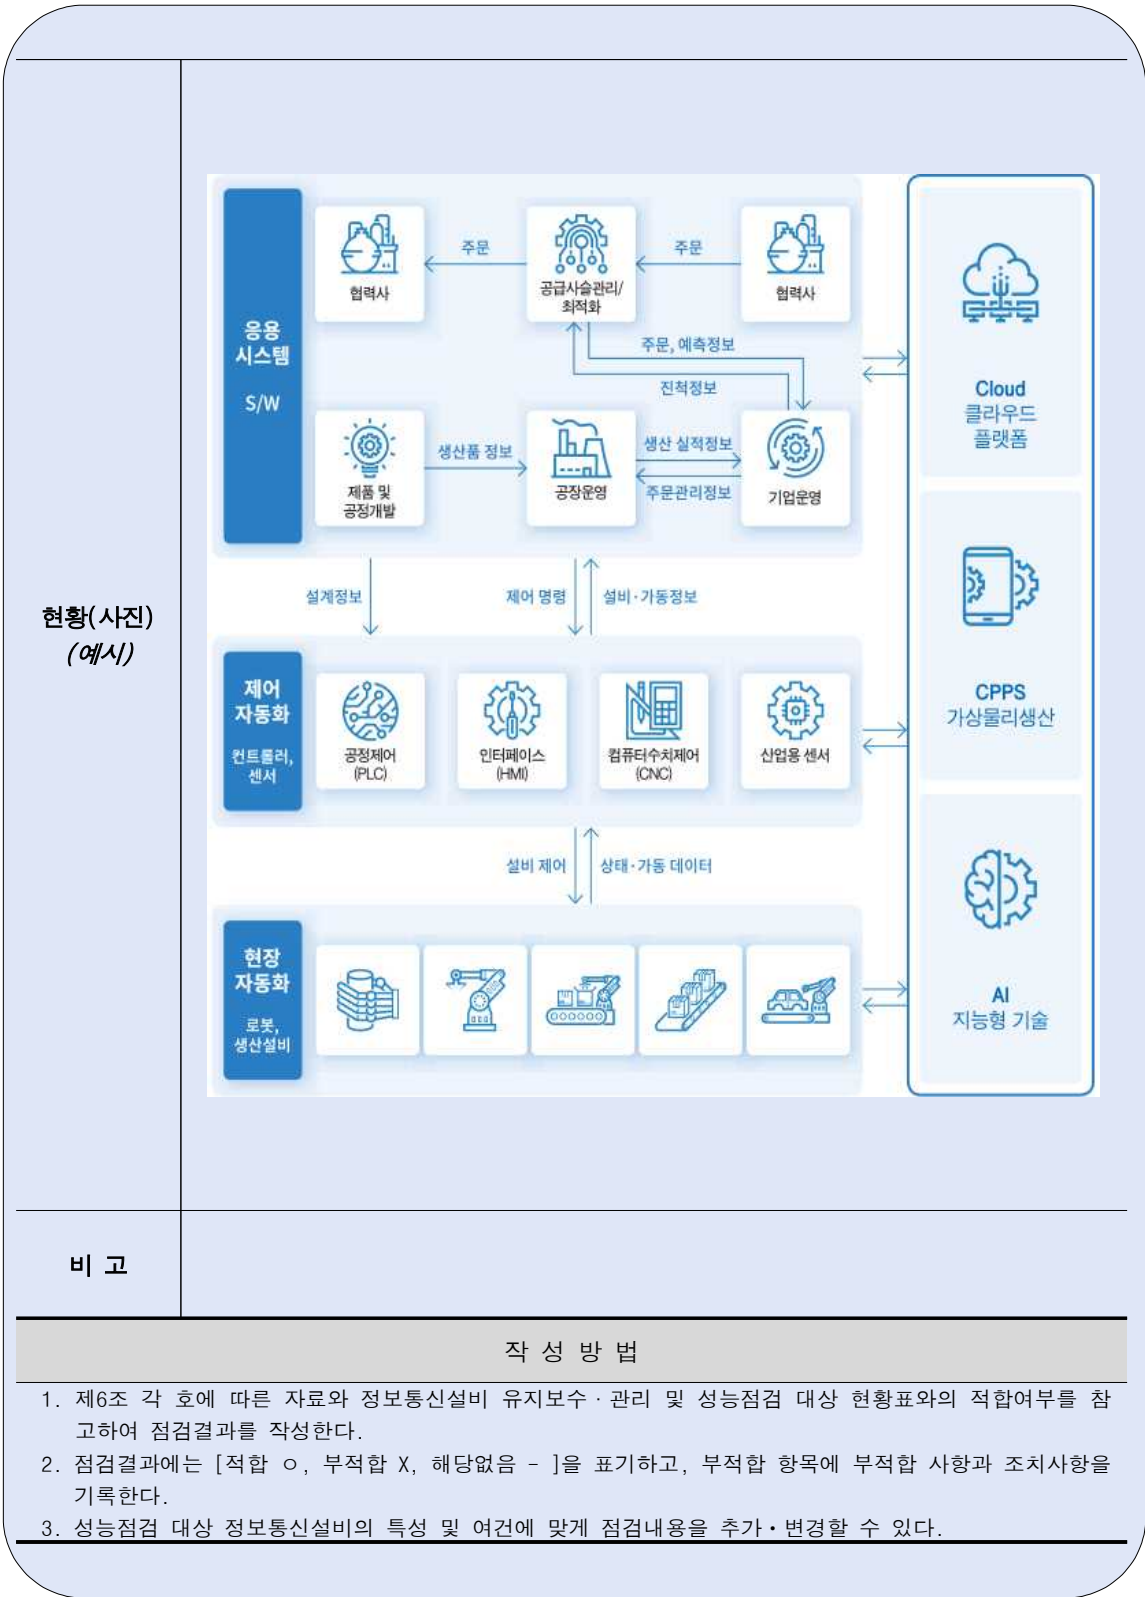 현황(사진)
(예시)
응용
시스템
S/W
협력사
주문
공급사슬관리/
최적화
주문
협력사
주문, 예측정보
진척정보
제품 및
공정개발
생산품 정보
공장운영
생산 실적정보
주문관리정보
기업운영
설계정보
제어 명령
설비·가동정보
제어
자동화
컨트롤러,
센서
공정제어
(PLC)
인터페이스
(HMI)
컴퓨터수치제어
(CNC)
산업용 센서
설비 제어
상태·가동 데이터
현장
자동화
로봇,
생산설비
Cloud
클라우드
플랫폼
CPPS
가상물리생산
AI
지능형 기술
비 고
작 성 방 법
1. 제6조 각 호에 따른 자료와 정보통신설비 유지보수·관리 및 성능점검 대상 현황표와의 적합여부를 참
고하여 점검결과를 작성한다.
2. 점검결과에는 [적합 ㅇ, 부적합 X, 해당없음 - ]을 표기하고, 부적합 항목에 부적합 사항과 조치사항을
기록한다.
3. 성능점검 대상 정보통신설비의 특성 및 여건에 맞게 점검내용을 추가·변경할 수 있다.